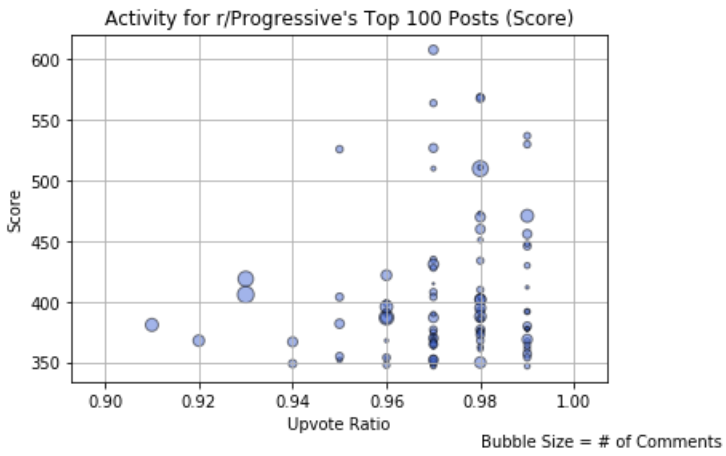 Activity for r/Progressive's Top 100 Posts (Score)
600
550
500
450
400
350
Score
0.90 0.92 0.94 0.96 0.98 1.00
Upvote Ratio
Bubble Size = # of Comments